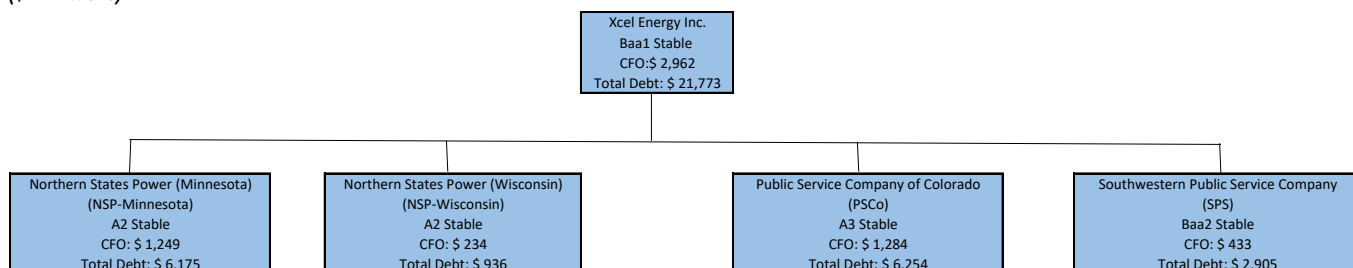 Xcel Energy Inc.
Baa1 Stable
CFO:$ 2,962
Total Debt: $ 21,773
Northern States Power (Minnesota)
(NSP-Minnesota)
A2 Stable
CFO: $ 1,249
Total Debt: $ 6,175
Northern States Power (Wisconsin)
(NSP-Wisconsin)
A2 Stable
CFO: $ 234
Total Debt: $ 936
Public Service Company of Colorado
(PSCo)
A3 Stable
CFO: $ 1,284
Total Debt: $ 6,254
Southwestern Public Service Company
(SPS)
Baa2 Stable
CFO: $ 433
Total Debt: $ 2,905